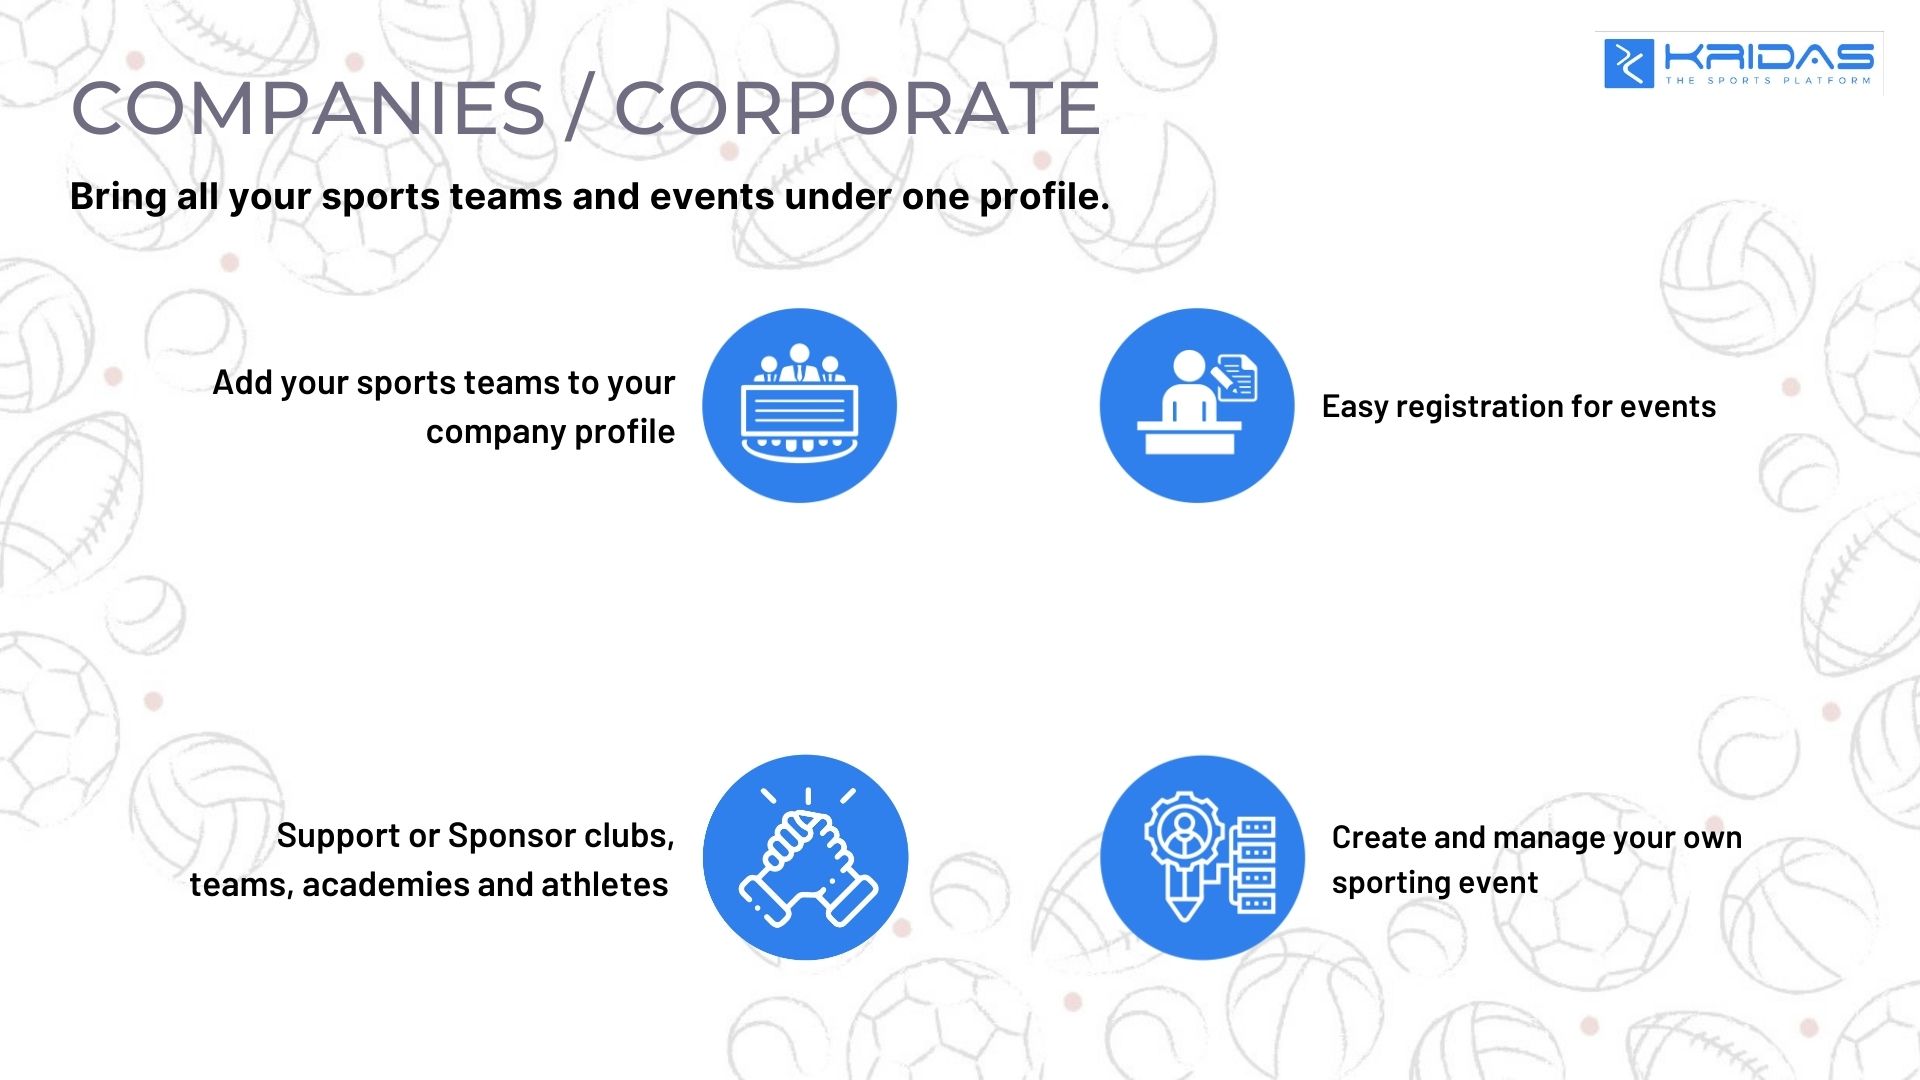 KRIDAS
THE SPORTS PLATFORM
COMPANIES / CORPORATE
Bring all your sports teams and events under one profile.
Add your sports teams to your
company profile
Easy registration for events
Support or Sponsor clubs,
teams, academies and athletes
Create and manage your own
sporting event